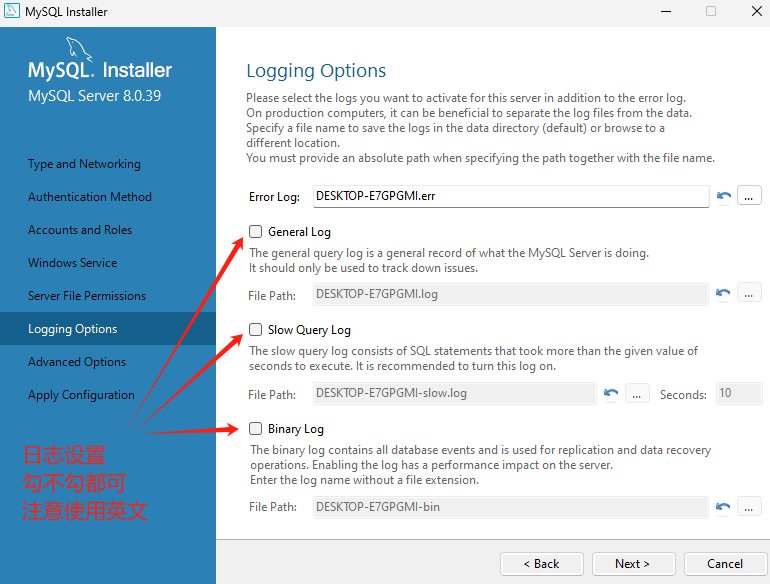 MySQL Installer
MySQL. Installer
MySQL Server 8.0.39
Type and Networking
Authentication Method
Accounts and Roles
Windows Service
Server File Permissions
Logging Options
Advanced Options
Apply Configuration
日志设置
勾不勾都可
注意使用英文
Logging Options
Please select the logs you want to activate for this server in addition to the error log.
On production computers, it can be beneficial to separate the log files from the data.
Specify a file name to save the logs in the data directory (default) or browse to a
different location.
You must provide an absolute path when specifying the path together with the file name.
Error Log: DESKTOP-E7GPGMI.err ...
General Log
The general query log is a general record of what the MySQL Server is doing.
It should only be used to track down issues.
File Path: DESKTOP-E7GPGMI.log ...
Slow Query Log
The slow query log consists of SQL statements that took more than the given value of
seconds to execute. It is recommended to turn this log on.
File Path: DESKTOP-E7GPGMI-slow.log ... Seconds: 10
Binary Log
The binary log contains all database events and is used for replication and data recovery
operations. Enabling the log has a performance impact on the server.
Enter the log name without a file extension.
File Path: DESKTOP-E7GPGMI-bin ...
< Back Next > Cancel